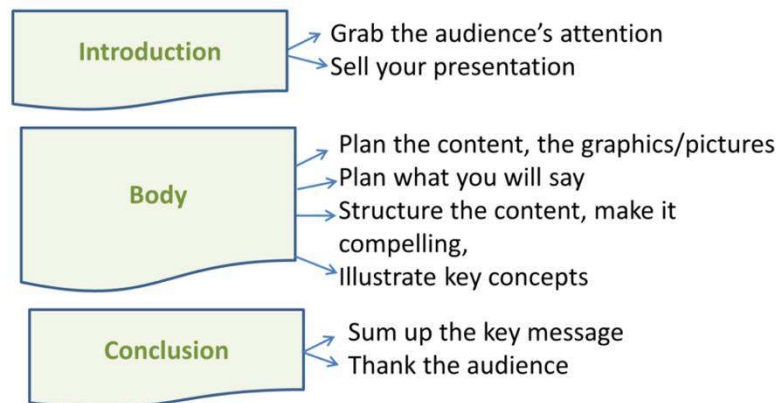 Introduction
Grab the audience’s attention
Sell your presentation
Body
Plan the content, the graphics/pictures
Plan what you will say
Structure the content, make it
compelling,
Illustrate key concepts
Conclusion
Sum up the key message
Thank the audience